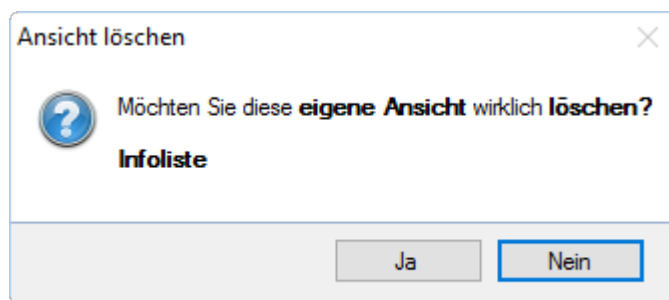 Ansicht löschen
Möchten Sie diese eigene Ansicht wirklich löschen?
Infoliste
Ja
Nein